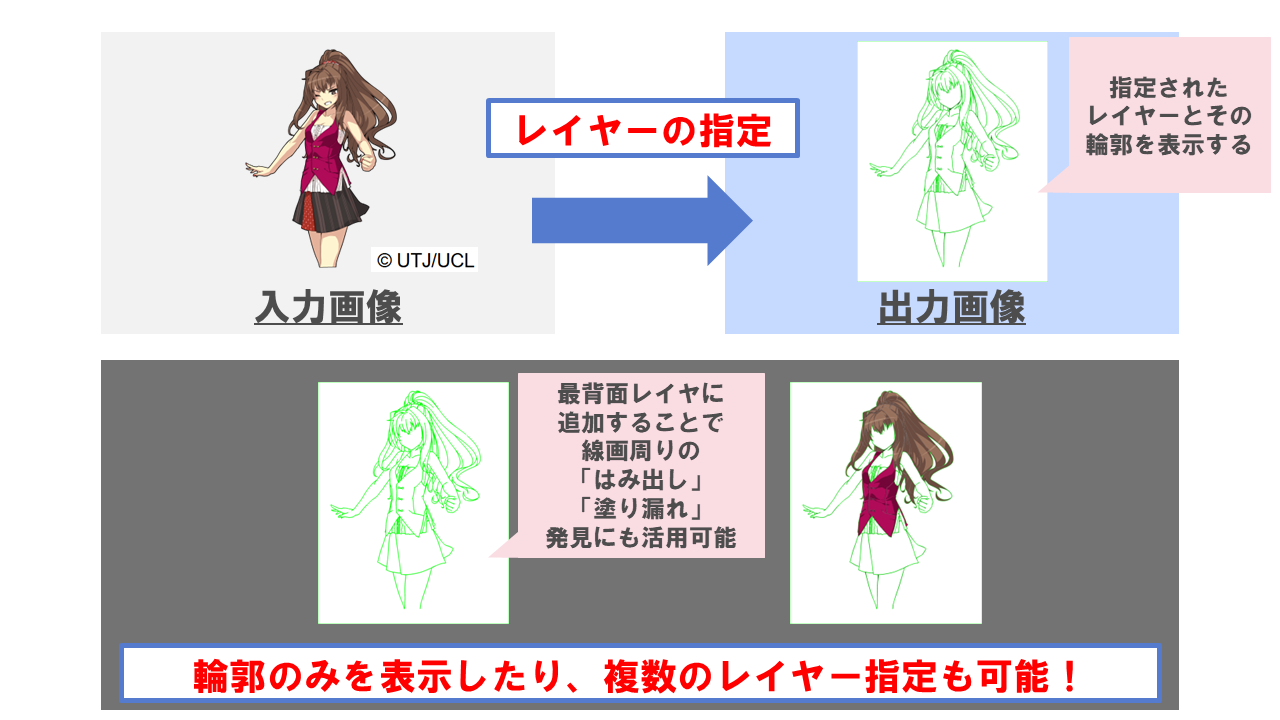 レイヤーの指定
© UTJ/UCL
入力画像
指定された
レイヤーとその
輪郭を表示する
出力画像
最背面レイヤに
追加することで
線画周りの
「はみ出し」
「塗り漏れ」
発見にも活用可能
輪郭のみを表示したり、複数のレイヤー指定も可能！